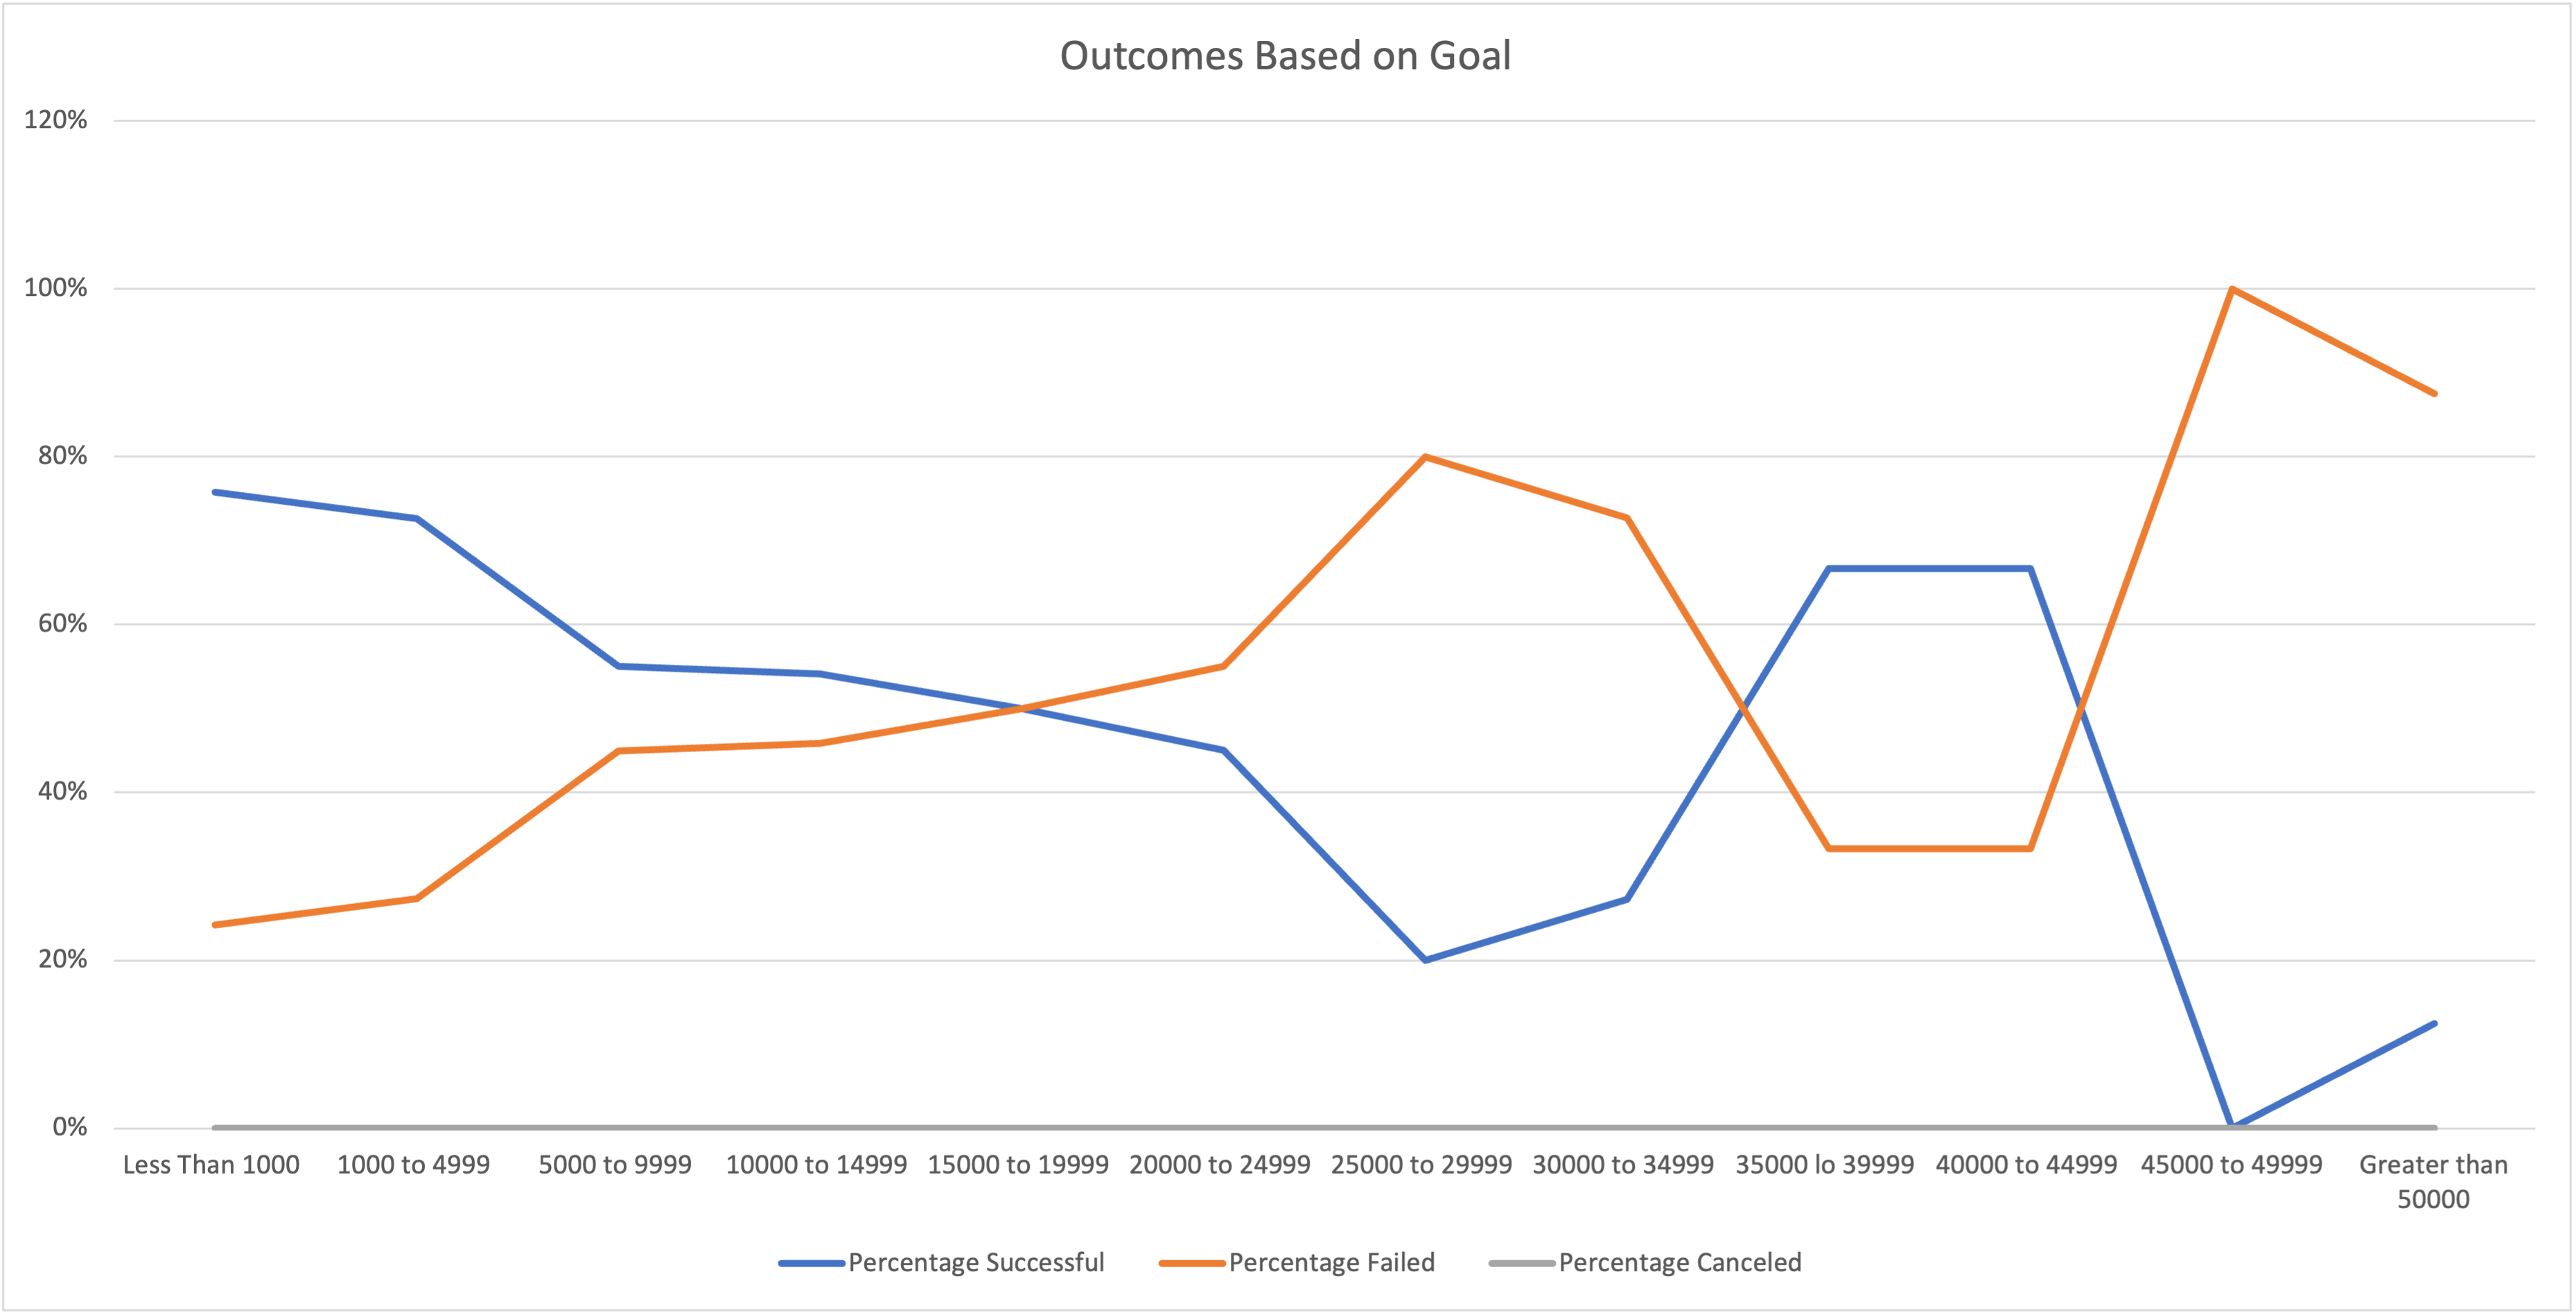 Outcomes Based on Goal
120%
100%
80%
60%
40%
20%
0%
Less Than 1000 1000 to 4999 5000 to 9999 10000 to 14999 15000 to 19999 20000 to 24999 25000 to 29999 30000 to 34999 35000 lo 39999 40000 to 44999 45000 to 49999 Greater than
50000
Percentage Successful Percentage Failed Percentage Canceled